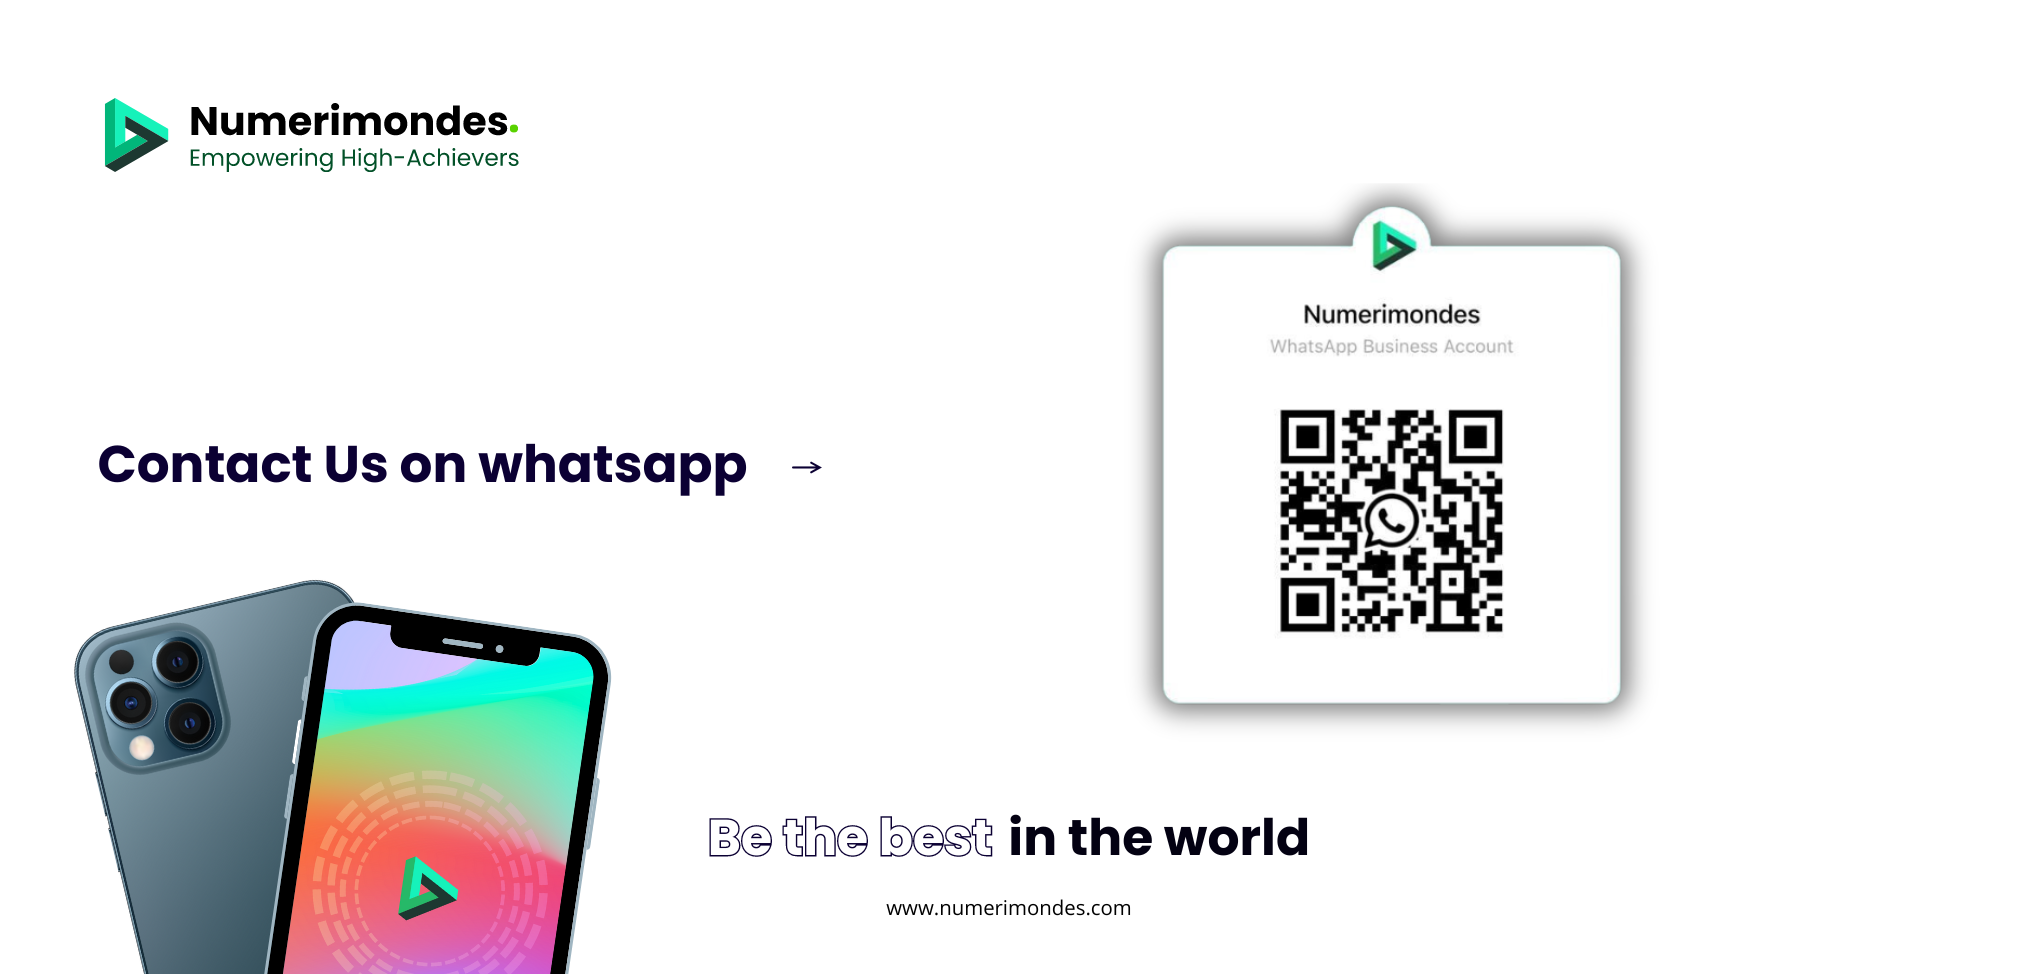 Numerimondes.
Empowering High-Achievers
Numerimondes
WhatsApp Business Account
Contact Us on whatsapp →
Be the best in the world
www.numerimondes.com